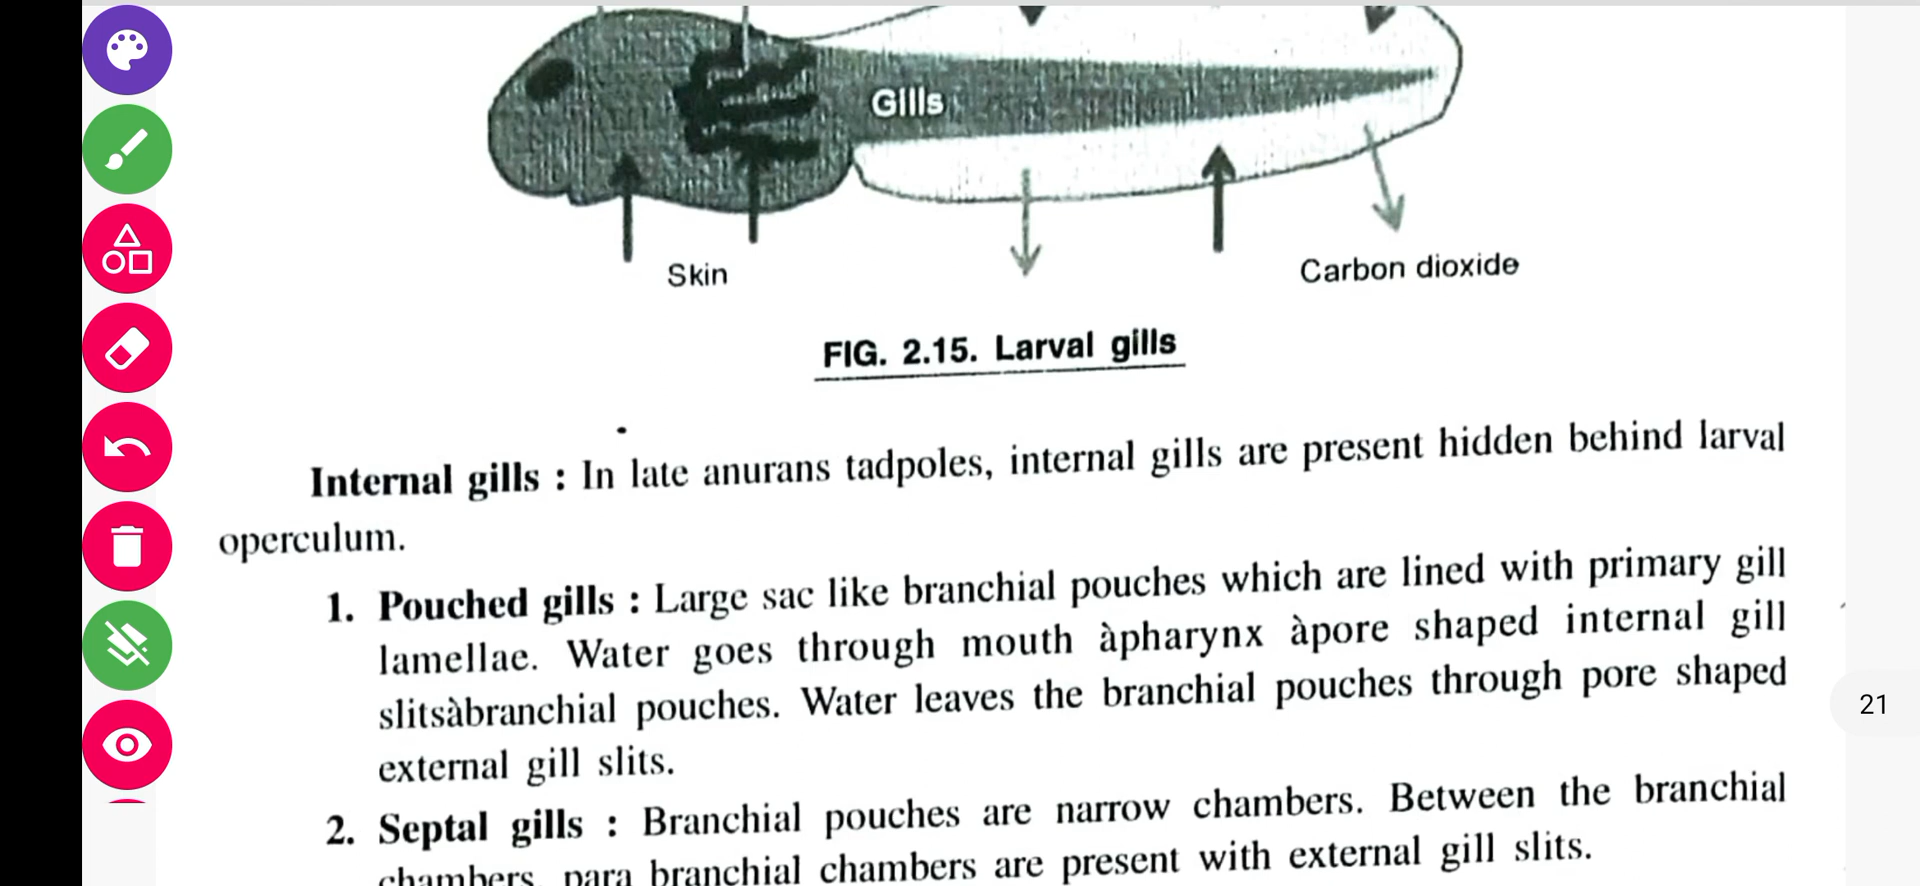 Gills
Skin
Carbon dioxide
FIG. 2.15. Larval gills
Internal gills : In late anurans tadpoles, internal gills are present hidden behind larval
operculum.
1. Pouched gills : Large sac like branchial pouches which are lined with primary gill
lamellae. Water goes through mouth àpharynx àpore shaped internal gill
slitsàbranchial pouches. Water leaves the branchial pouches through pore shaped
external gill slits.
21
2. Septal gills : Branchial pouches are narrow chambers. Between the branchial
chambers, para branchial chambers are present with external gill slits.